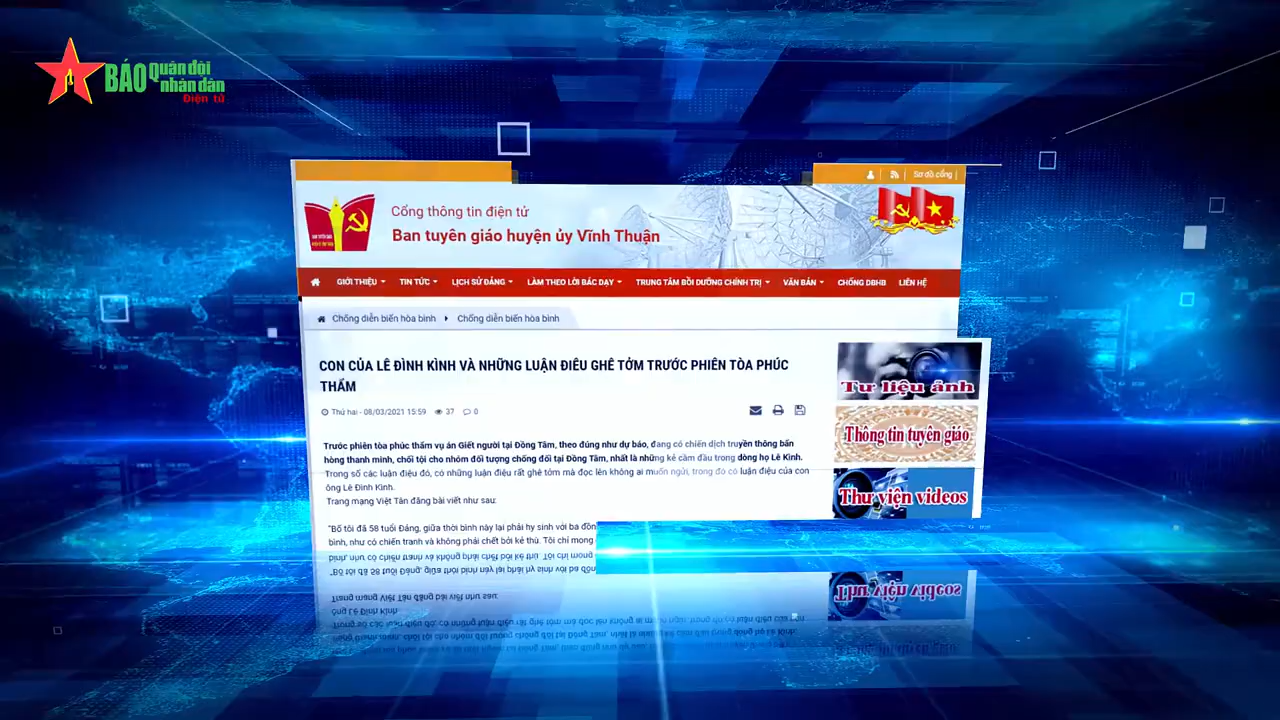 BÁO Quân đội
nhân dân
Điện tử
Sơ đồ cổng
Cổng thông tin điện tử
Ban tuyên giáo huyện ủy Vĩnh Thuận
GIỚI THIỆU TIN TỨC LỊCH SỬ ĐẢNG LÀM THEO LỜI BÁC DẠY TRUNG TÂM BỒI DƯỠNG CHÍNH TRỊ VĂN BẢN CHỐNG DBHB LIÊN HỆ
Chống diễn biến hòa bình Chống diễn biến hòa bình
CON CỦA LÊ ĐÌNH KÌNH VÀ NHỮNG LUẬN ĐIỆU GHÊ TỞM TRƯỚC PHIÊN TÒA PHÚC
THẨM
Thứ hai - 08/03/2021 15:59 37 0
Trước phiên tòa phúc thẩm vụ án Giết người tại Đồng Tâm, theo đúng như dự báo, đang có chiến dịch truyền thông bẩn
hòng thanh minh, chối tội cho nhóm đối tượng chống đối tại Đồng Tâm, nhất là những kẻ cầm đầu trong dòng họ Lê Kình.
Trong số các luận điệu đó, có những luận điệu rất ghê tởm mà đọc lên không ai muốn ngửi, trong đó có luận điệu của con
ông Lê Đình Kình.
Trang mạng Việt Tân đăng bài viết như sau:
"Bố tôi đã 58 tuổi Đảng, giữa thời bình này lại phải hy sinh với ba đồn
bình, như có chiến tranh và không phải chết bởi kẻ thù. Tôi chỉ mong
Tư liệu ảnh
Thông tin tuyên giáo
Thư viện videos